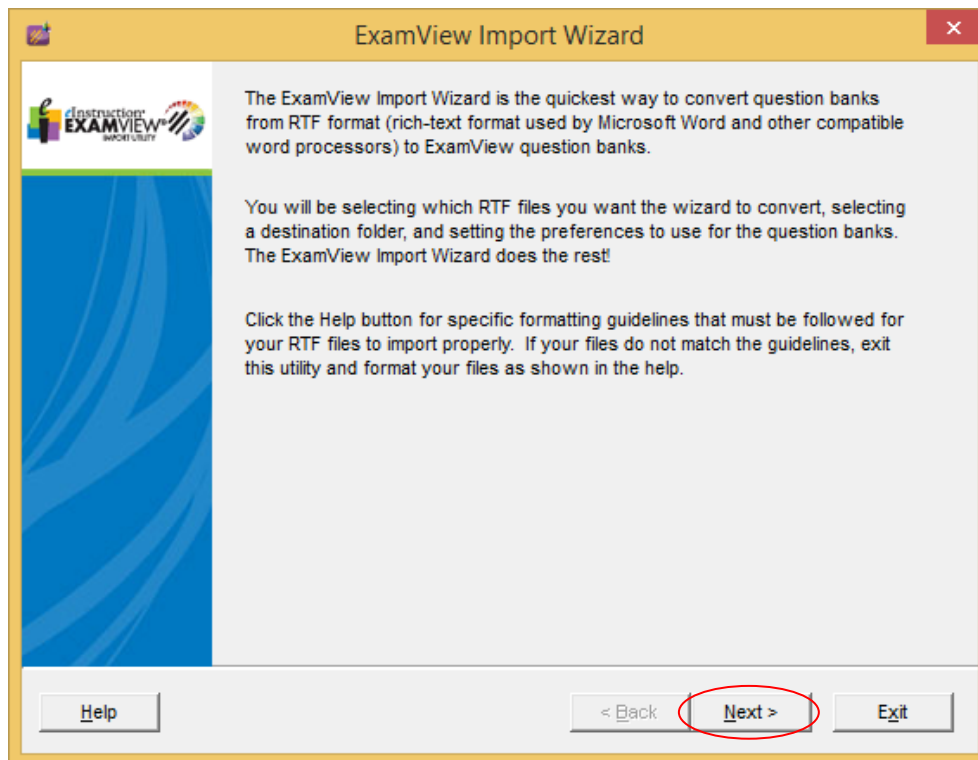 ExamView Import Wizard
eInstruction®
EXAMVIEW®
IMPORT UTILITY
The ExamView Import Wizard is the quickest way to convert question banks
from RTF format (rich-text format used by Microsoft Word and other compatible
word processors) to ExamView question banks.
You will be selecting which RTF files you want the wizard to convert, selecting
a destination folder, and setting the preferences to use for the question banks.
The ExamView Import Wizard does the rest!
Click the Help button for specific formatting guidelines that must be followed for
your RTF files to import properly.  If your files do not match the guidelines, exit
this utility and format your files as shown in the help.
Help
< Back
Next >
Exit